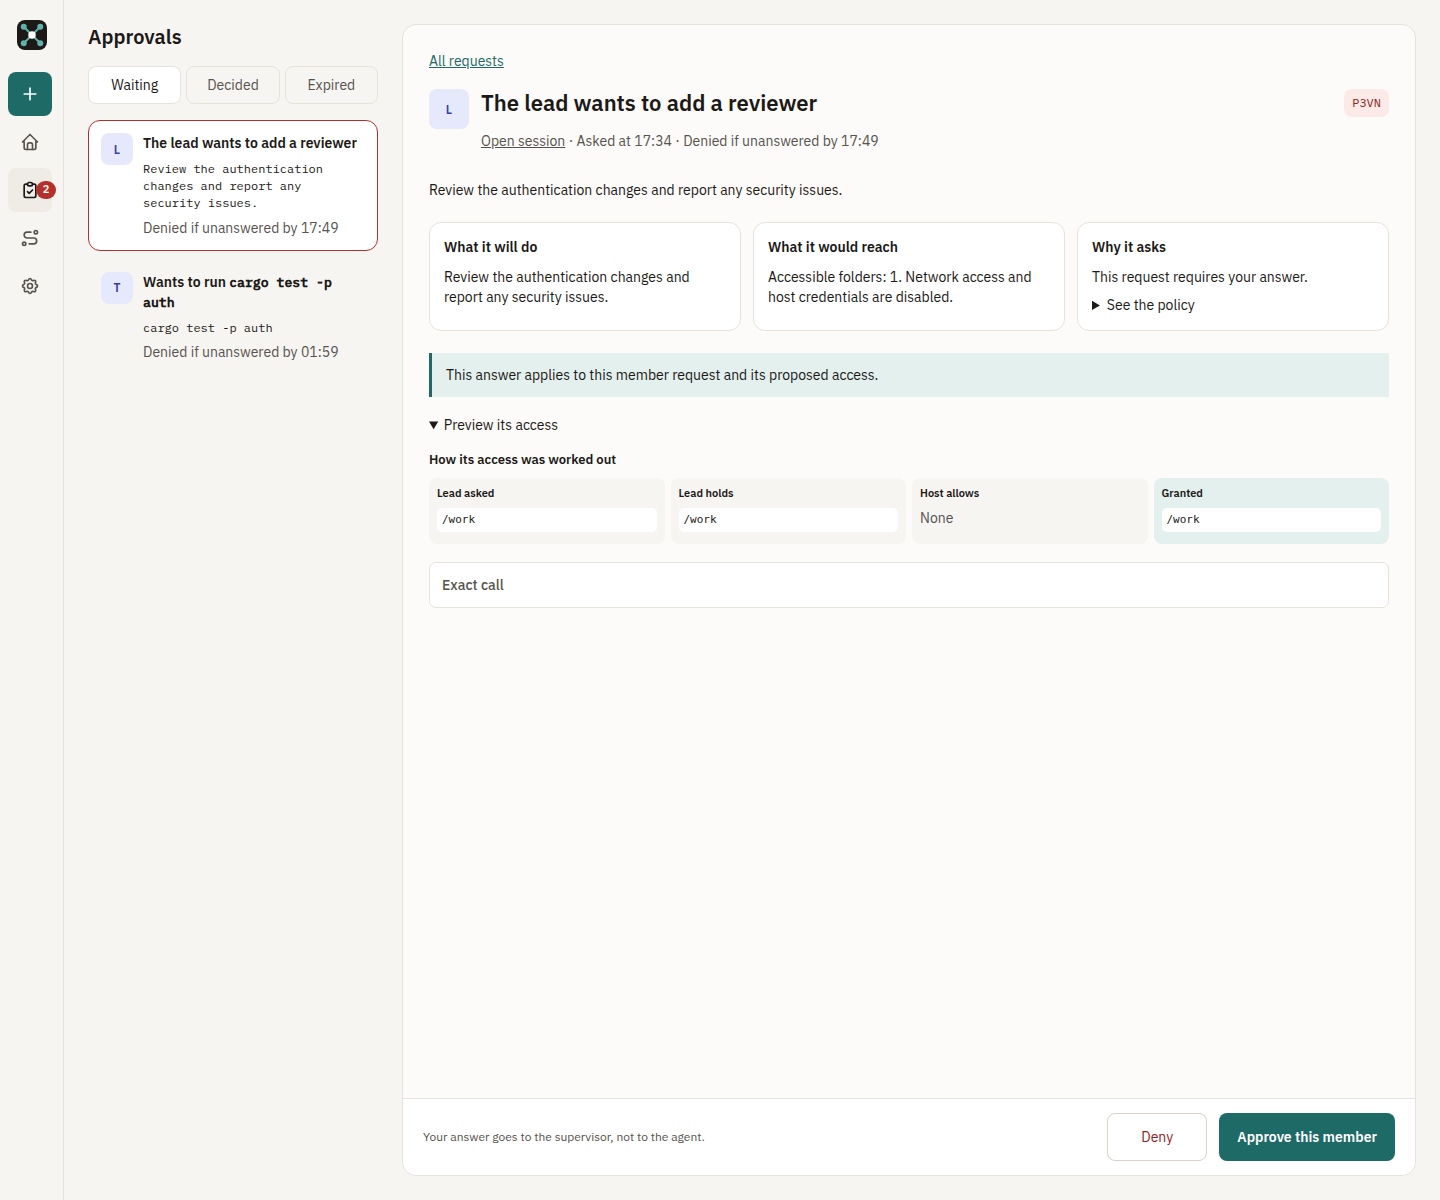 2
Approvals
Waiting
Decided
Expired
L
The lead wants to add a reviewer
Review the authentication
changes and report any
security issues.
Denied if unanswered by 17:49
T
Wants to run cargo test -p
auth
cargo test -p auth
Denied if unanswered by 01:59
All requests
L
The lead wants to add a reviewer
P3VN
Open session · Asked at 17:34 · Denied if unanswered by 17:49
Review the authentication changes and report any security issues.
What it will do
Review the authentication changes and
report any security issues.
What it would reach
Accessible folders: 1. Network access and
host credentials are disabled.
Why it asks
This request requires your answer.
See the policy
This answer applies to this member request and its proposed access.
Preview its access
How its access was worked out
Lead asked
/work
Lead holds
/work
Host allows
None
Granted
/work
Exact call
Your answer goes to the supervisor, not to the agent.
Deny
Approve this member